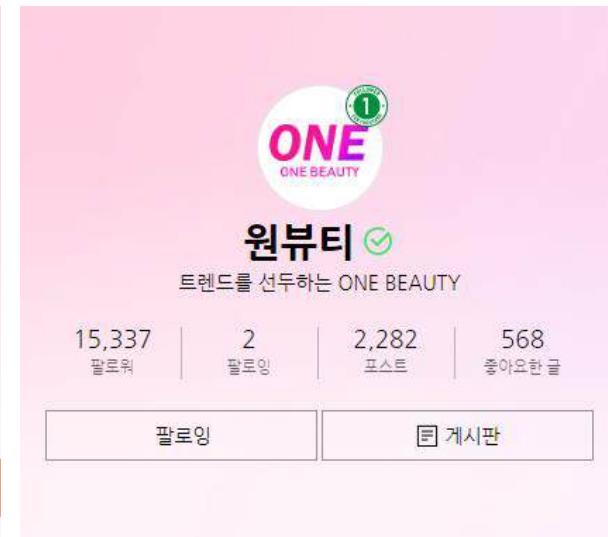 1
ONE
ONE BEAUTY
원뷰티
트렌드를 선두하는 ONE BEAUTY
15,337 2 2,282 568
팔로워 팔로잉 포스트 좋아요한 글
팔로잉 게시판